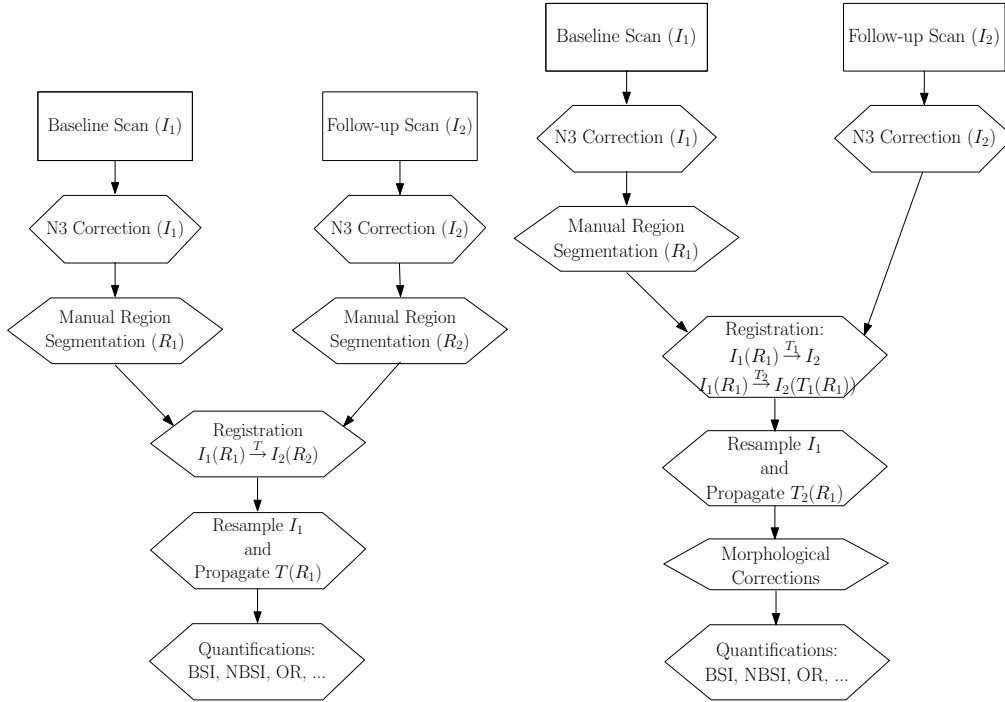 Baseline Scan (I₁)
Follow-up Scan (I₂)
N3 Correction (I₁)
N3 Correction (I₂)
Manual Region
Segmentation (R₁)
Manual Region
Segmentation (R₂)
Registration
I₁(R₁) →T I₂(R₂)
Resample I₁
and
Propagate T(R₁)
Quantifications:
BSI, NBSI, OR, ...
Baseline Scan (I₁)
Follow-up Scan (I₂)
N3 Correction (I₁)
N3 Correction (I₂)
Manual Region
Segmentation (R₁)
Registration:
I₁(R₁) →T₁ I₂
I₁(R₁) →T₂ I₂(T₁(R₁))
Resample I₁
and
Propagate T₂(R₁)
Morphological
Corrections
Quantifications:
BSI, NBSI, OR, ...